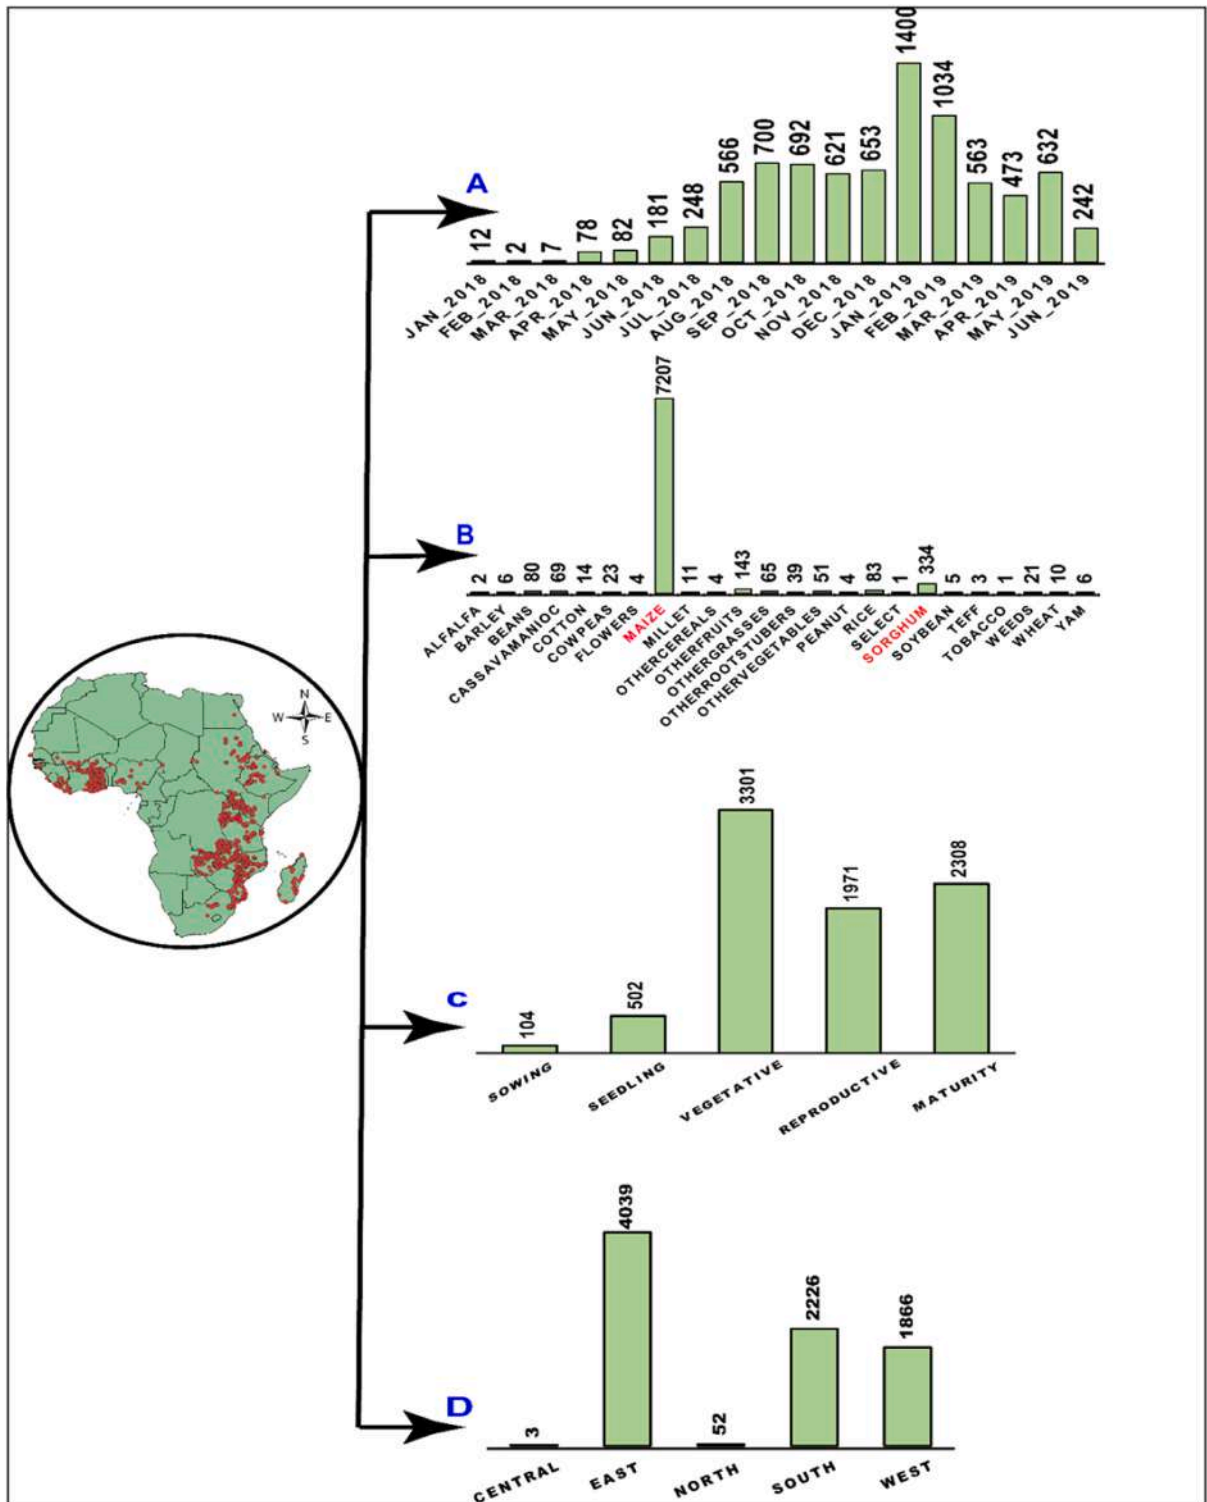 A
12
2
7
78
82
181
248
566
700
692
621
653
1400
1034
563
473
632
242
JAN_2018
FEB_2018
MAR_2018
APR_2018
MAY_2018
JUN_2018
JUL_2018
AUG_2018
SEP_2018
OCT_2018
NOV_2018
DEC_2018
JAN_2019
FEB_2019
MAR_2019
APR_2019
MAY_2019
JUN_2019
B
2
6
80
69
14
23
4
7207
11
4
143
65
39
51
4
83
1
334
5
3
1
21
10
6
ALFALFA
BARLEY
BEANS
CASSAVAMANIOC
COTTON
COWPEAS
FLOWERS
MAIZE
MILLET
OTHERCEREALS
OTHERFRUITS
OTHERGRASSES
OTHERROOTSTUBERS
OTHERVEGETABLES
PEANUT
RICE
SELECT
SORGHUM
SOYBEAN
TEFF
TOBACCO
WEEDS
WHEAT
YAM
N
W
E
S
C
104
502
3301
1971
2308
SOWING
SEEDLING
VEGETATIVE
REPRODUCTIVE
MATURITY
D
3
4039
52
2226
1866
CENTRAL
EAST
NORTH
SOUTH
WEST